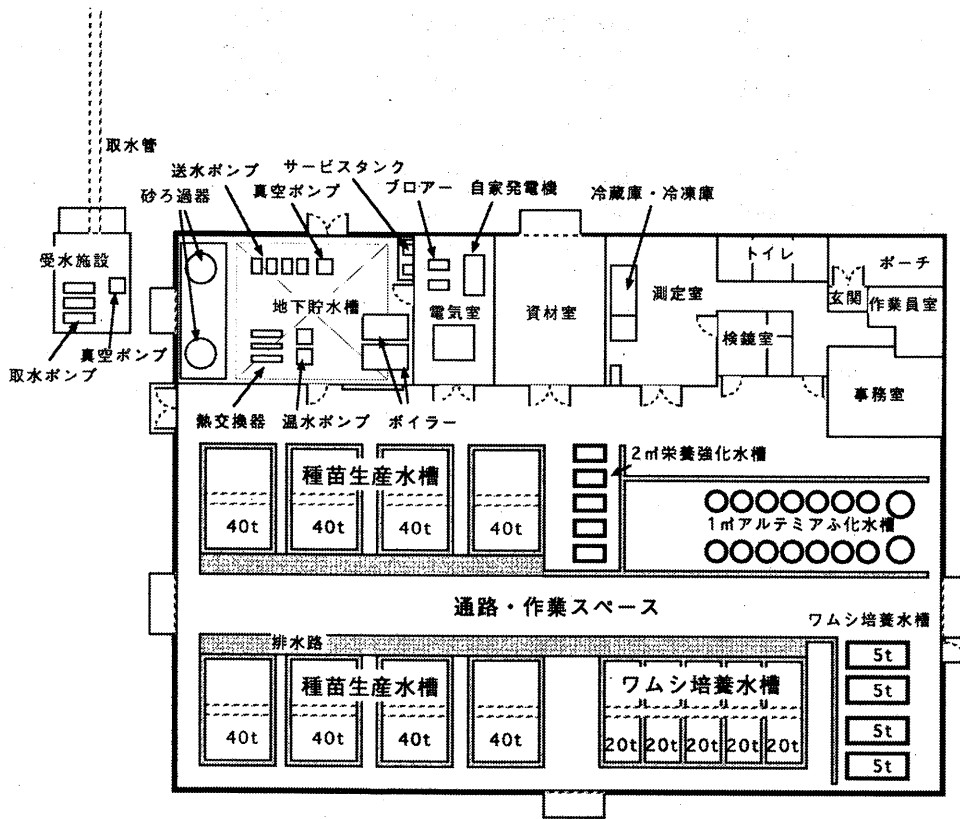 取水管
送水ポンプ
サービスタンク
砂ろ過器
真空ポンプ
ブロアー
自家発電機
冷蔵庫・冷凍庫
受水施設
真空ポンプ
取水ポンプ
地下貯水槽
電気室
資材室
測定室
トイレ
ポーチ
玄関
作業員室
検鏡室
事務室
熱交換器
温水ポンプ
ボイラー
種苗生産水槽
40t
40t
40t
40t
2㎥栄養強化水槽
1㎥アルテミアふ化水槽
通路・作業スペース
ワムシ培養水槽
排水路
種苗生産水槽
40t
40t
40t
40t
ワムシ培養水槽
20t
20t
20t
20t
20t
5t
5t
5t
5t